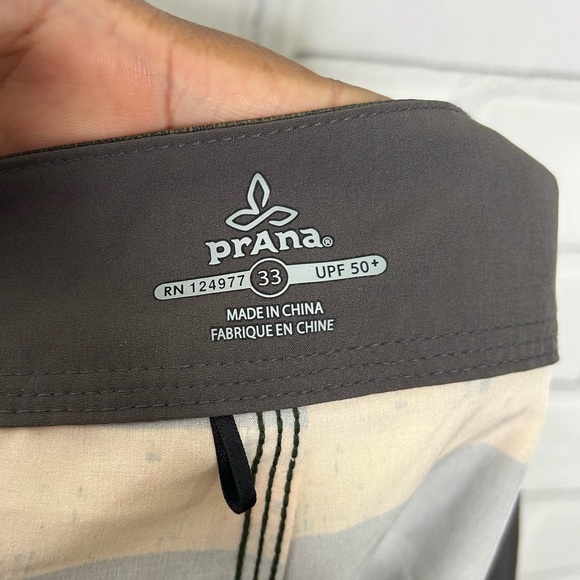 prAna®
RN 124977 33 UPF 50+
MADE IN CHINA
FABRIQUE EN CHINE